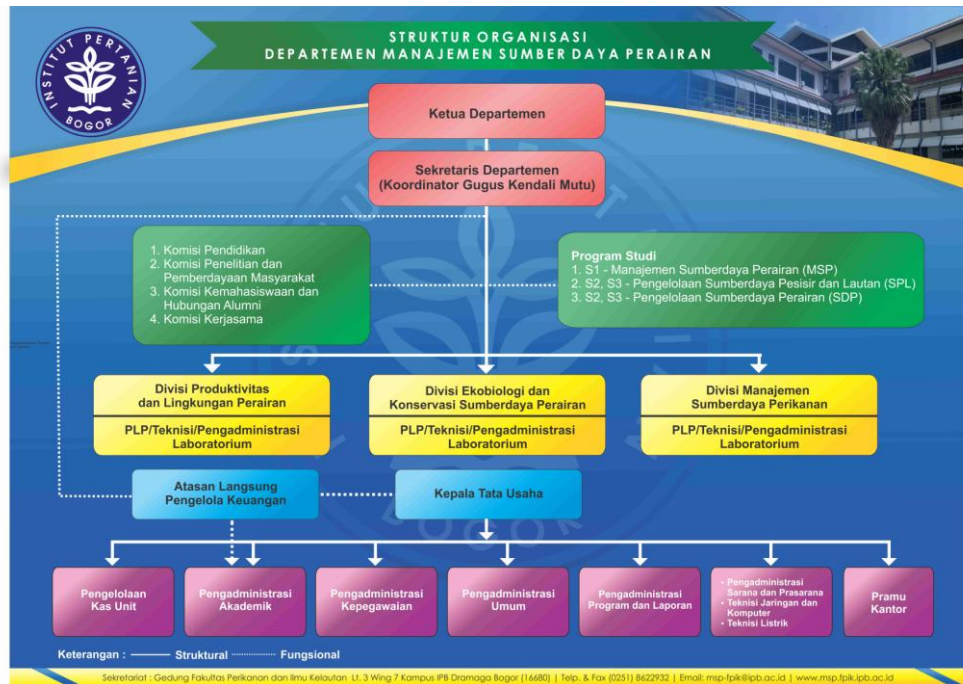 STRUKTUR ORGANISASI
DEPARTEMEN MANAJEMEN SUMBER DAYA PERAIRAN
INSTITUT PERTANIAN
BOGOR
Ketua Departemen
Sekretaris Departemen
(Koordinator Gugus Kendali Mutu)
1. Komisi Pendidikan
2. Komisi Penelitian dan
Pemberdayaan Masyarakat
3. Komisi Kemahasiswaan dan
Hubungan Alumni
4. Komisi Kerjasama
Program Studi
1. S1 - Manajemen Sumberdaya Perairan (MSP)
2. S2, S3 - Pengelolaan Sumberdaya Pesisir dan Lautan (SPL)
3. S2, S3 - Pengelolaan Sumberdaya Perairan (SDP)
Divisi Produktivitas
dan Lingkungan Perairan
PLP/Teknisi/Pengadministrasi
Laboratorium
Divisi Ekobiologi dan
Konservasi Sumberdaya Perairan
PLP/Teknisi/Pengadministrasi
Laboratorium
Divisi Manajemen
Sumberdaya Perikanan
PLP/Teknisi/Pengadministrasi
Laboratorium
Atasan Langsung
Pengelola Keuangan
Kepala Tata Usaha
Pengelolaan
Kas Unit
Pengadministrasi
Akademik
Pengadministrasi
Kepegawaian
Pengadministrasi
Umum
Pengadministrasi
Program dan Laporan
• Pengadministrasi
Sarana dan Prasarana
• Teknisi Jaringan dan
Komputer
• Teknisi Listrik
Pramu
Kantor
Keterangan : Struktural Fungsional
Sekretariat : Gedung Fakultas Perikanan dan Ilmu Kelautan Lt. 3 Wing 7 Kampus IPB Dramaga Bogor (16680) | Telp. & Fax (0251) 8622932 | Email: msp-fpik@ipb.ac.id | www.msp.fpik.ipb.ac.id